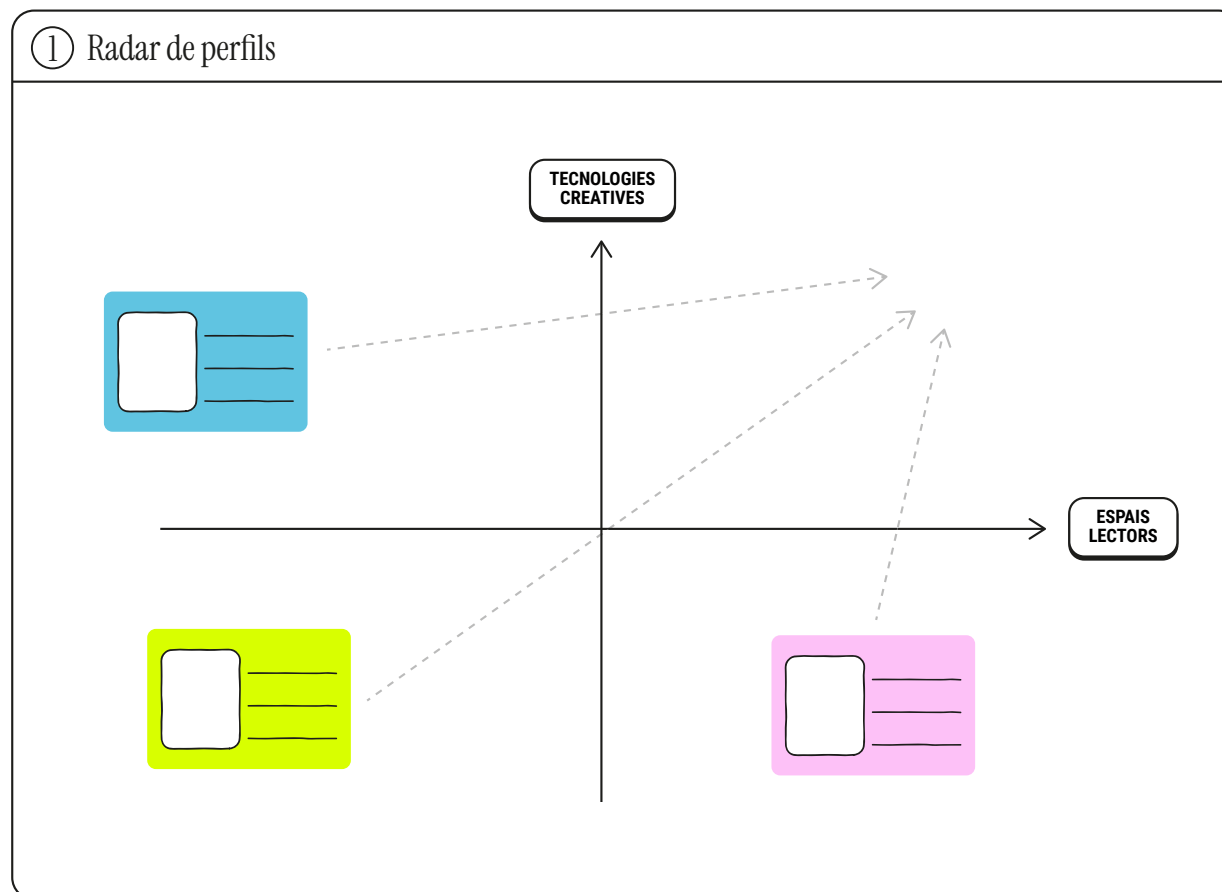 1 Radar de perfils
TECNOLOGIES
CREATIVES
ESPAIS
LECTORS